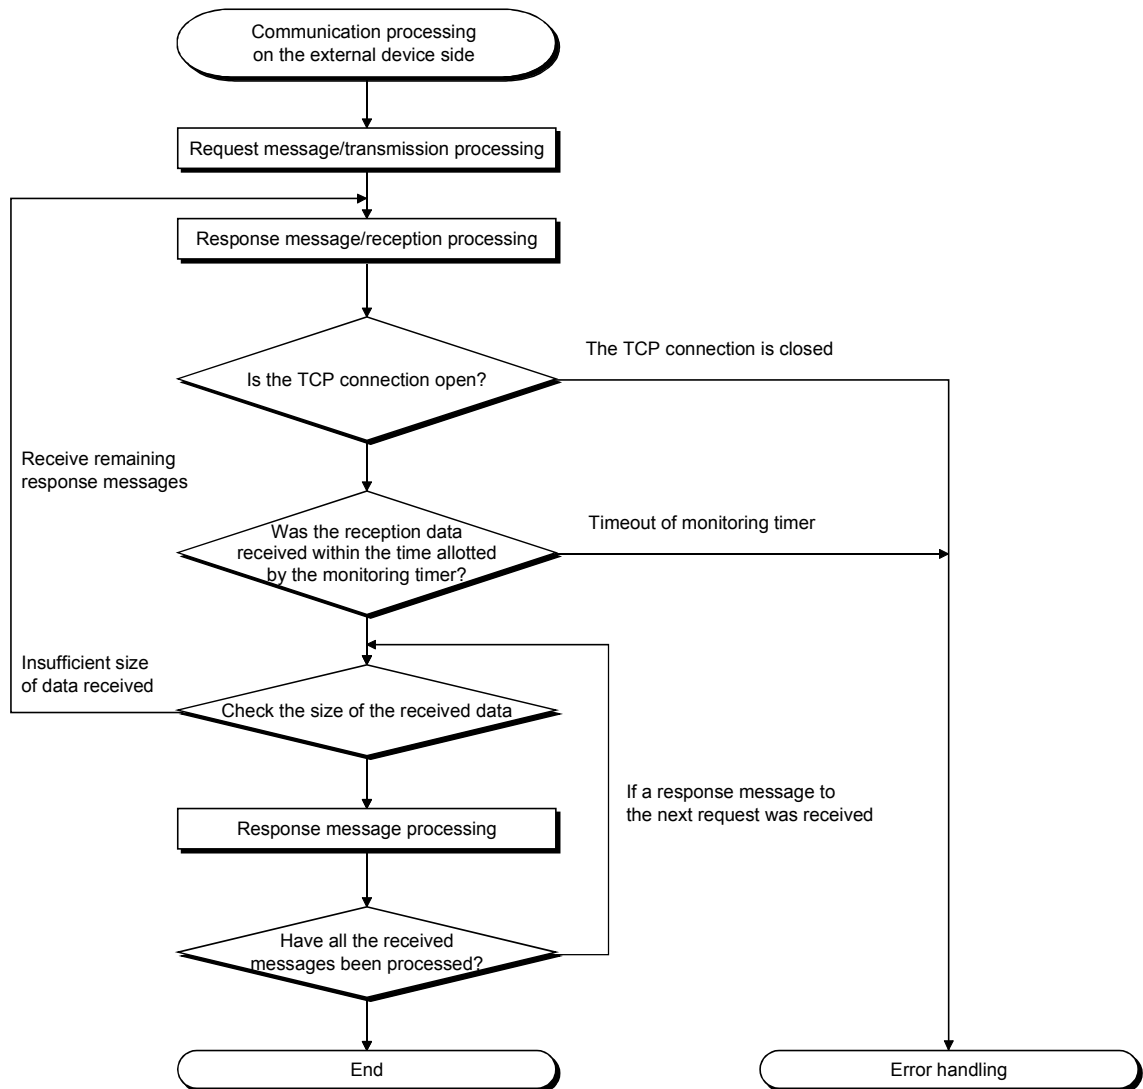 Communication processing
on the external device side
Request message/transmission processing
Response message/reception processing
The TCP connection is closed
Is the TCP connection open?
Receive remaining
response messages
Was the reception data
received within the time allotted
by the monitoring timer?
Timeout of monitoring timer
Insufficient size
of data received
Check the size of the received data
If a response message to
the next request was received
Response message processing
Have all the received
messages been processed?
End
Error handling